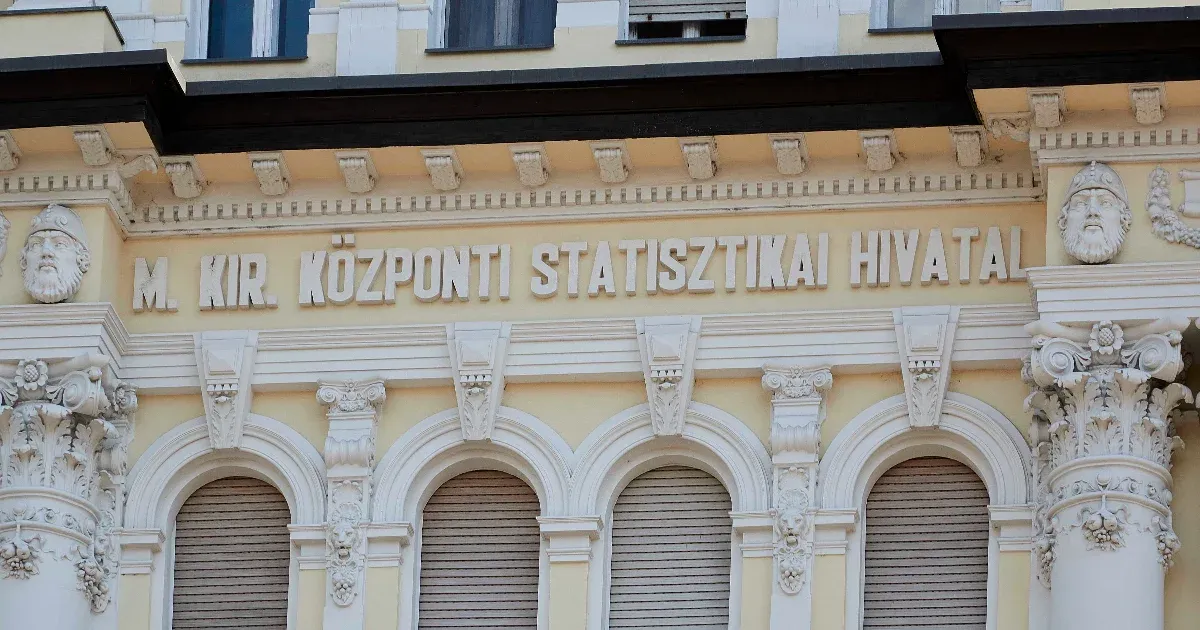 M. KIR. KÖZPONTI STATISZTIKAI HIVATAL